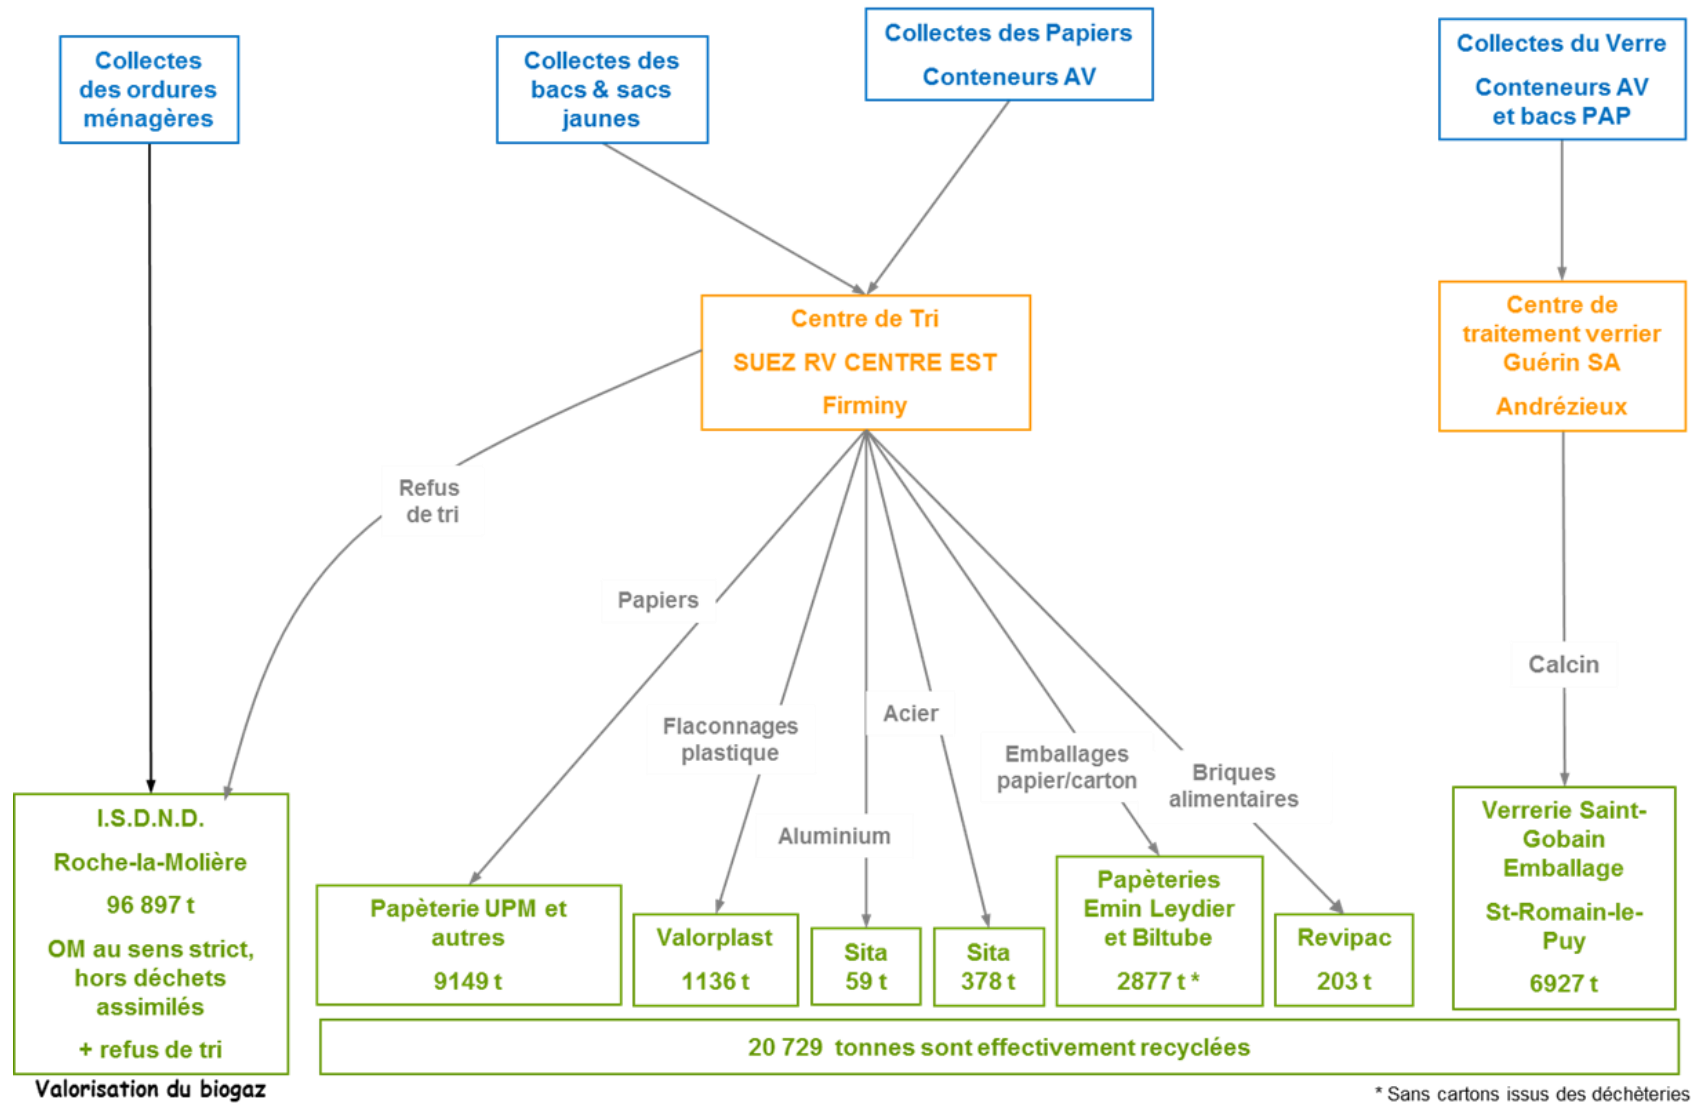 Collectes
des ordures
ménagères
Collectes des
bacs & sacs
jaunes
Collectes des Papiers
Conteneurs AV
Collectes du Verre
Conteneurs AV
et bacs PAP
Centre de Tri
SUEZ RV CENTRE EST
Firminy
Centre de
traitement verrier
Guérin SA
Andrézieux
Refus
de tri
Papiers
Flaconnages
plastique
Aluminium
Acier
Emballages
papier/carton
Briques
alimentaires
Calcin
I.S.D.N.D.
Roche-la-Molière
96 897 t
OM au sens strict,
hors déchets
assimilés
+ refus de tri
Papèterie UPM et
autres
9149 t
Valorplast
1136 t
Sita
59 t
Sita
378 t
Papèteries
Emin Leydier
et Biltube
2877 t *
Revipac
203 t
Verrerie Saint-
Gobain
Emballage
St-Romain-le-
Puy
6927 t
20 729 tonnes sont effectivement recyclées
Valorisation du biogaz
* Sans cartons issus des déchèteries